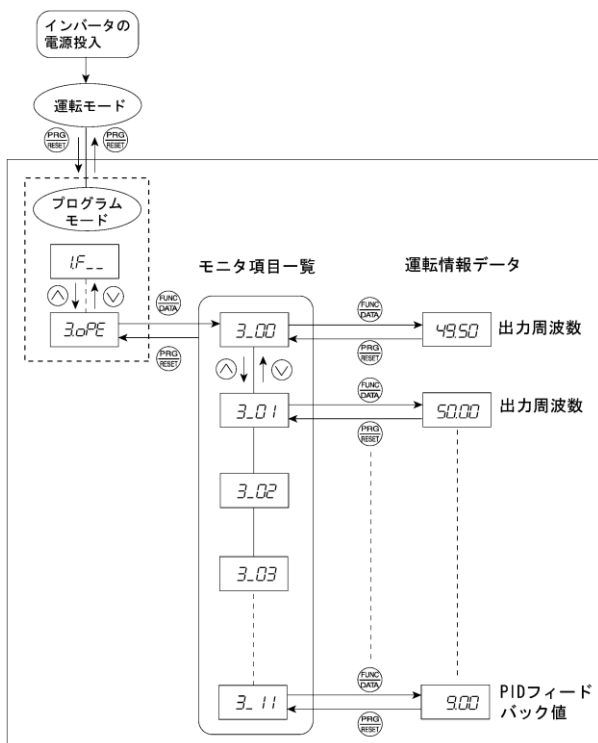 インバータの
電源投入
運転モード
PRG
RESET
PRG
RESET
プログラム
モード
1.F__
3.oPE
FUNC
DATA
PRG
RESET
モニタ項目一覧
運転情報データ
3_00
FUNC
DATA
PRG
RESET
49.50
出力周波数
3_01
FUNC
DATA
PRG
RESET
50.00
出力周波数
3_02
3_03
3_11
FUNC
DATA
PRG
RESET
9.00
PIDフィード
バック値